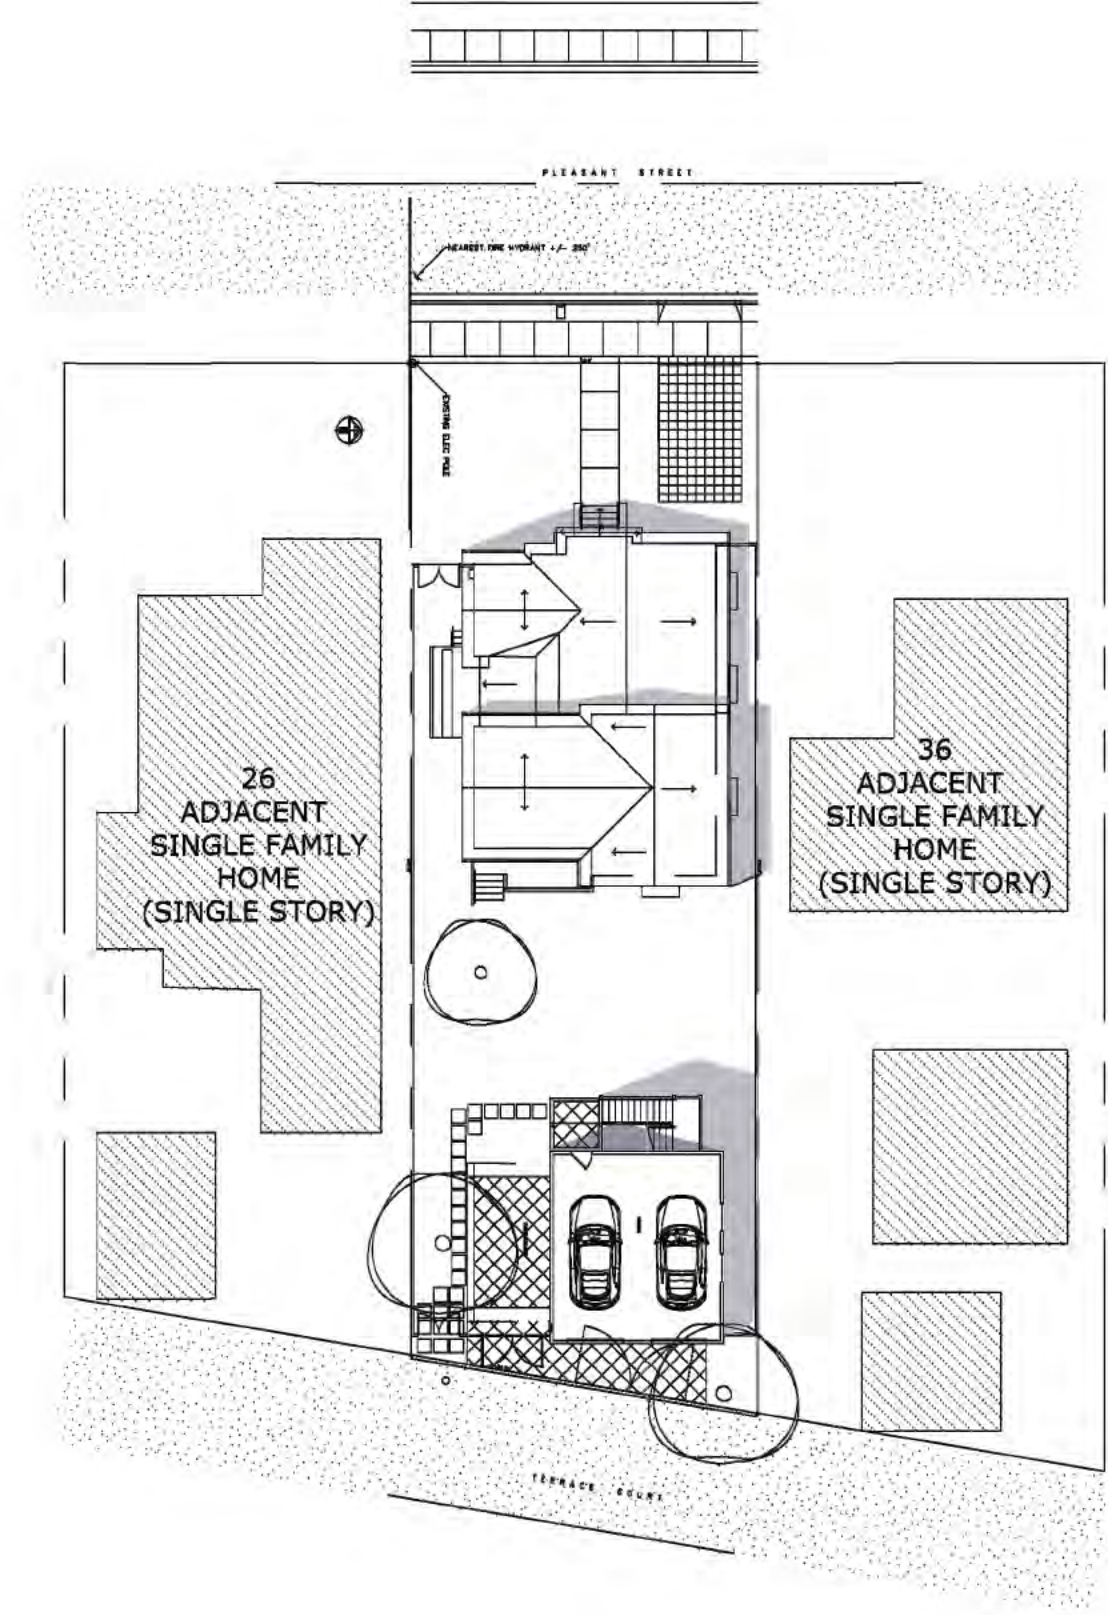 PLEASANT STREET
NEAREST FIRE HYDRANT +/- 250'
EXISTING ELEC POLE
26
ADJACENT
SINGLE FAMILY
HOME
(SINGLE STORY)
36
ADJACENT
SINGLE FAMILY
HOME
(SINGLE STORY)
TERRACE COURT